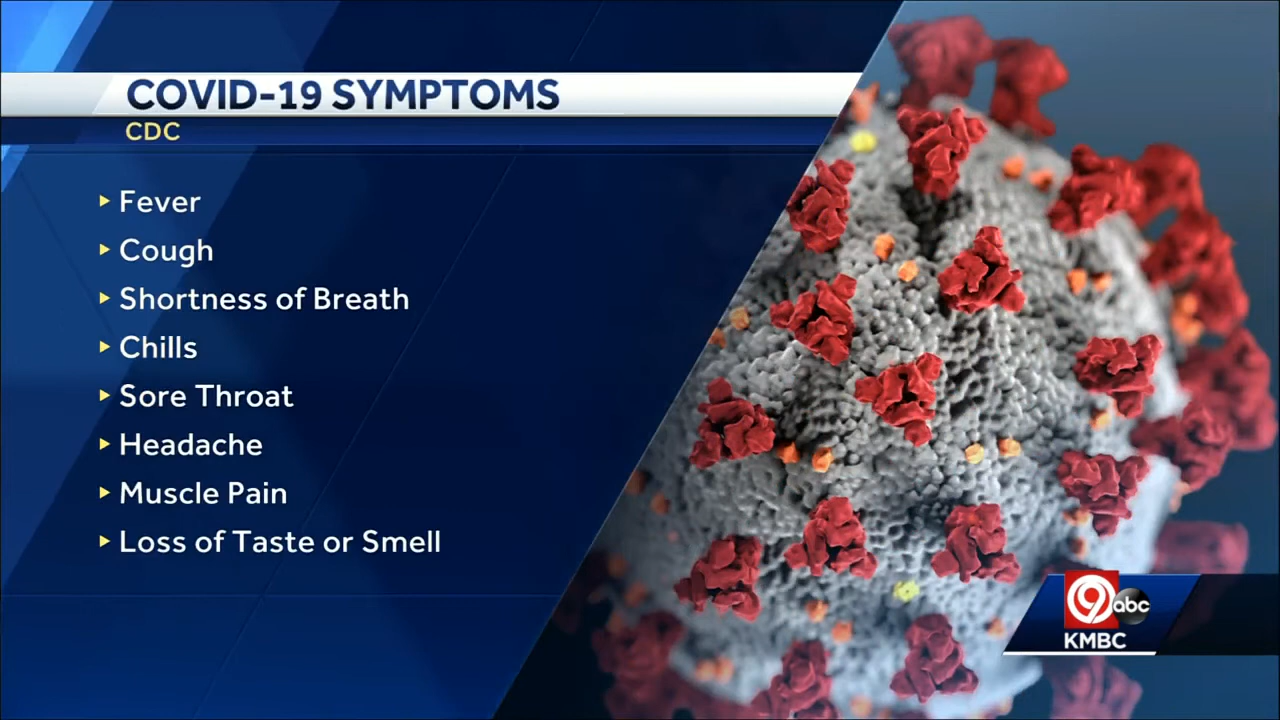 COVID-19 SYMPTOMS
CDC
Fever
Cough
Shortness of Breath
Chills
Sore Throat
Headache
Muscle Pain
Loss of Taste or Smell
9 abc
KMBC